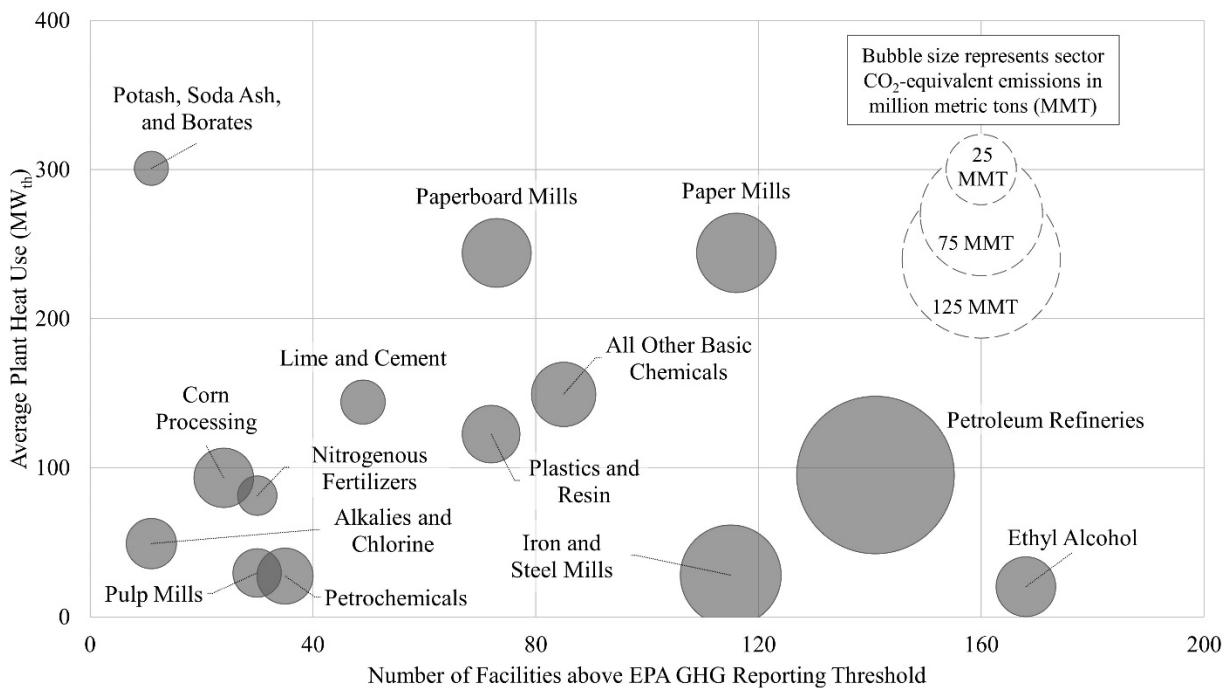 400
300
200
100
0
Average Plant Heat Use (MWth)
Bubble size represents sector
CO2-equivalent emissions in
million metric tons (MMT)
25
MMT
75 MMT
125 MMT
Potash, Soda Ash,
and Borates
Paperboard Mills
Paper Mills
Lime and Cement
All Other Basic
Chemicals
Corn
Processing
Petroleum Refineries
Nitrogenous
Fertilizers
Plastics and
Resin
Alkalies and
Chlorine
Iron and
Steel Mills
Ethyl Alcohol
Pulp Mills
Petrochemicals
0
40
80
120
160
200
Number of Facilities above EPA GHG Reporting Threshold